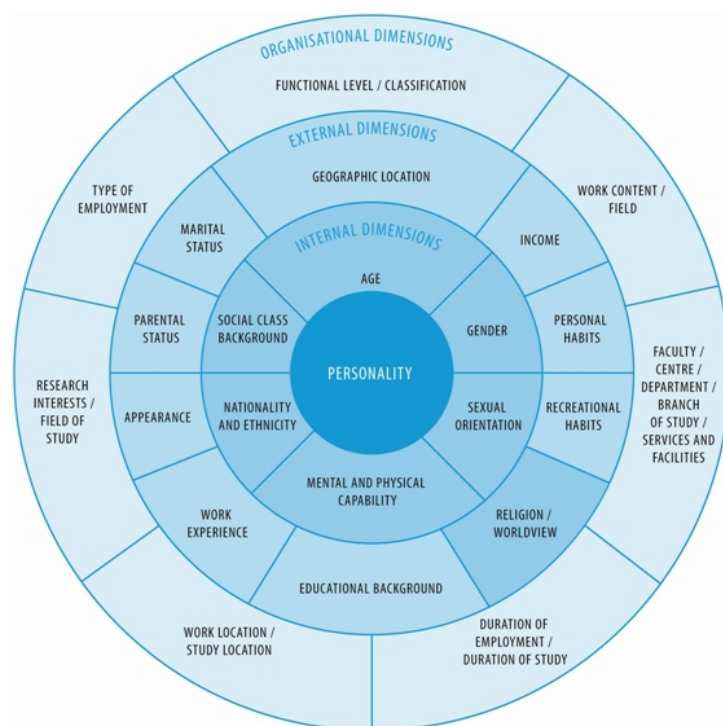 ORGANISATIONAL DIMENSIONS
FUNCTIONAL LEVEL / CLASSIFICATION
EXTERNAL DIMENSIONS
GEOGRAPHIC LOCATION
TYPE OF
EMPLOYMENT
WORK CONTENT /
FIELD
MARITAL
STATUS
INCOME
INTERNAL DIMENSIONS
AGE
PARENTAL
STATUS
SOCIAL CLASS
BACKGROUND
GENDER
PERSONAL
HABITS
PERSONALITY
RESEARCH
INTERESTS /
FIELD OF
STUDY
FACULTY /
CENTRE /
DEPARTMENT /
BRANCH
OF STUDY /
SERVICES AND
FACILITIES
APPEARANCE
NATIONALITY
AND ETHNICITY
SEXUAL
ORIENTATION
RECREATIONAL
HABITS
MENTAL AND PHYSICAL
CAPABILITY
WORK
EXPERIENCE
RELIGION /
WORLDVIEW
EDUCATIONAL BACKGROUND
WORK LOCATION /
STUDY LOCATION
DURATION OF
EMPLOYMENT /
DURATION OF STUDY